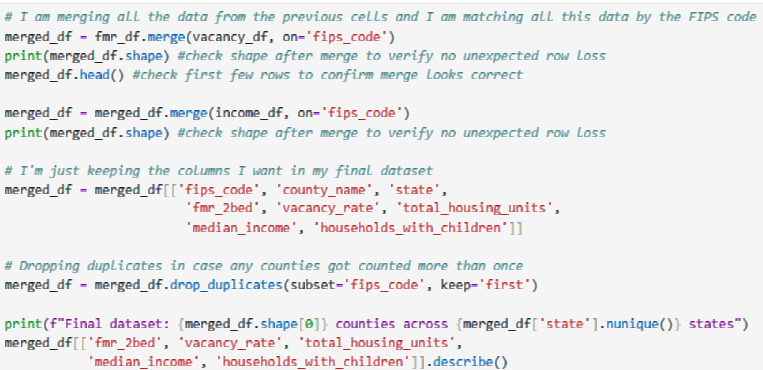 # I am merging all the data from the previous cells and I am matching all this data by the FIPS code
merged_df = fmr_df.merge(vacancy_df, on='fips_code')
print(merged_df.shape) #check shape after merge to verify no unexpected row loss
merged_df.head() #check first few rows to confirm merge looks correct
merged_df = merged_df.merge(income_df, on='fips_code')
print(merged_df.shape) #check shape after merge to verify no unexpected row loss
# I'm just keeping the columns I want in my final dataset
merged_df = merged_df[['fips_code', 'county_name', 'state',
'fmr_2bed', 'vacancy_rate', 'total_housing_units',
'median_income', 'households_with_children']]
# Dropping duplicates in case any counties got counted more than once
merged_df = merged_df.drop_duplicates(subset='fips_code', keep='first')
print(f"Final dataset: {merged_df.shape[0]} counties across {merged_df['state'].nunique()} states")
merged_df[['fmr_2bed', 'vacancy_rate', 'total_housing_units',
'median_income', 'households_with_children']].describe()